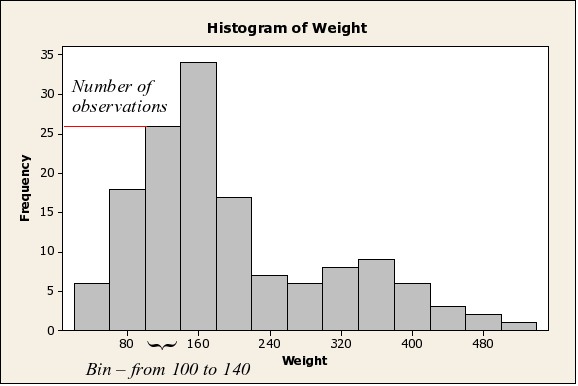 Histogram of Weight
35
30
25
20
15
10
5
0
Frequency
Number of
observations
80 160 240 320 400 480
Weight
Bin – from 100 to 140